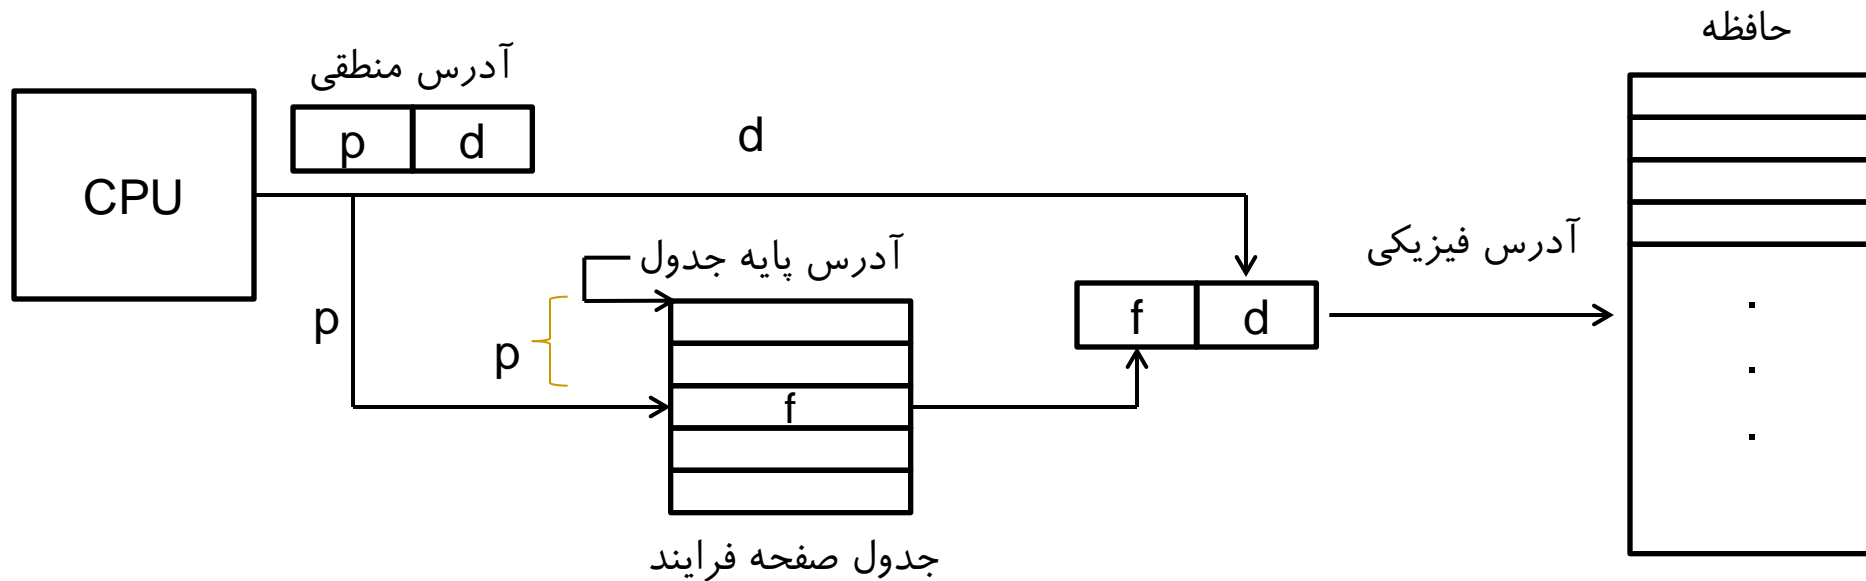 حافظه
آدرس منطقی
p d
d
CPU
آدرس فیزیکی
آدرس پایه جدول
p
p
f d
f
جدول صفحه فرایند